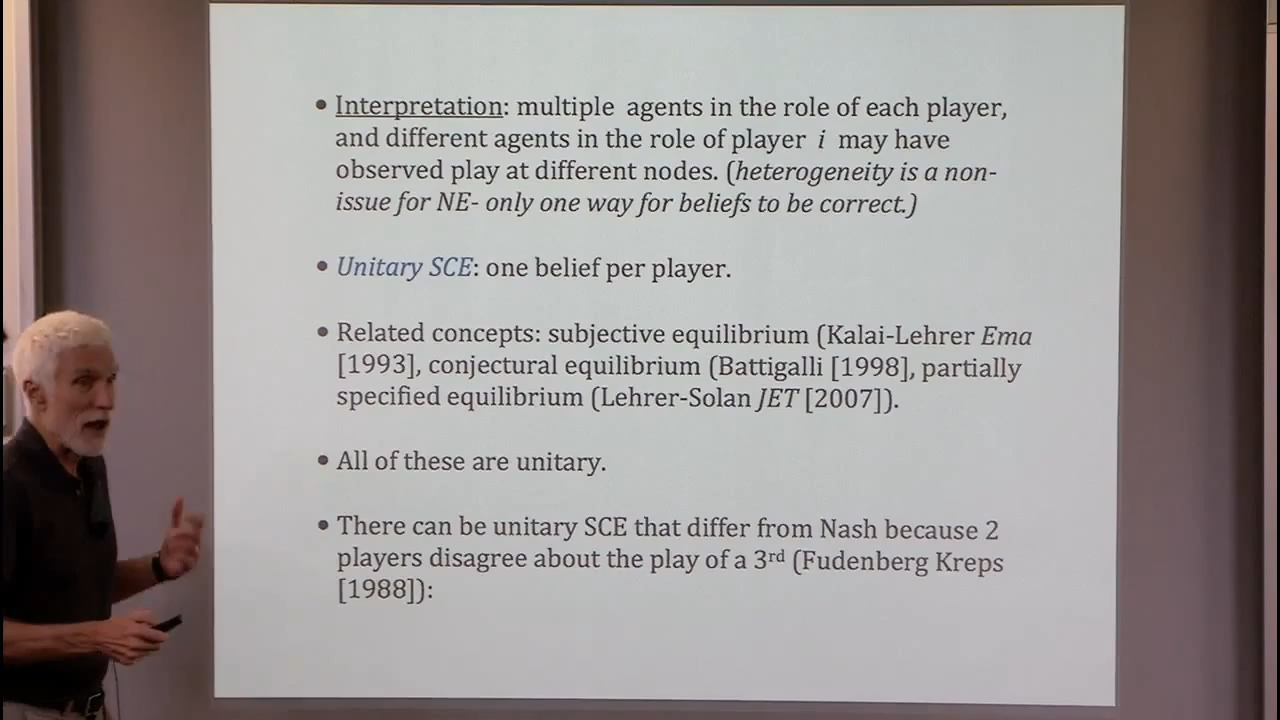 • Interpretation: multiple agents in the role of each player,
and different agents in the role of player i may have
observed play at different nodes. (heterogeneity is a non-
issue for NE- only one way for beliefs to be correct.)
• Unitary SCE: one belief per player.
• Related concepts: subjective equilibrium (Kalai-Lehrer Ema
[1993], conjectural equilibrium (Battigalli [1998], partially
specified equilibrium (Lehrer-Solan JET [2007]).
• All of these are unitary.
• There can be unitary SCE that differ from Nash because 2
players disagree about the play of a 3rd (Fudenberg Kreps
[1988]):